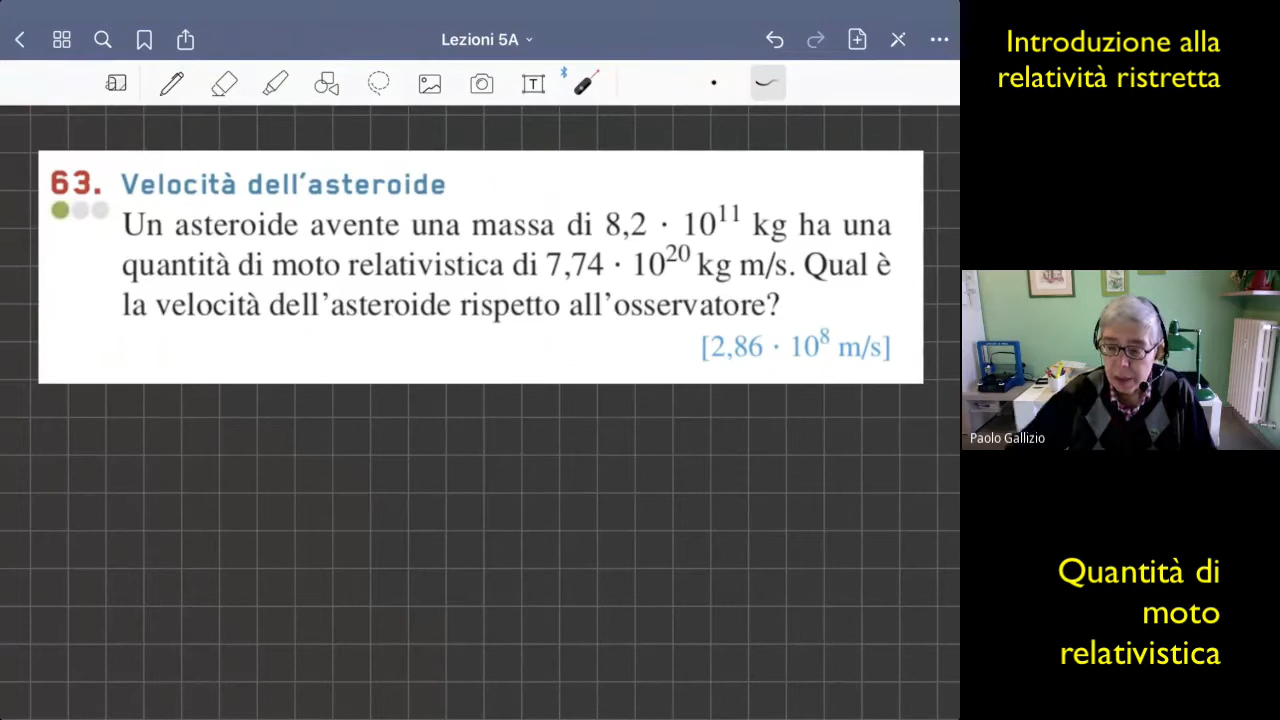 Lezioni 5A
T
63. Velocità dell'asteroide
Un asteroide avente una massa di 8,2 · 10¹¹ kg ha una
quantità di moto relativistica di 7,74 · 10²⁰ kg m/s. Qual è
la velocità dell'asteroide rispetto all'osservatore?
[2,86 · 10⁸ m/s]
Introduzione alla
relatività ristretta
Paolo Gallizio
Quantità di
moto
relativistica